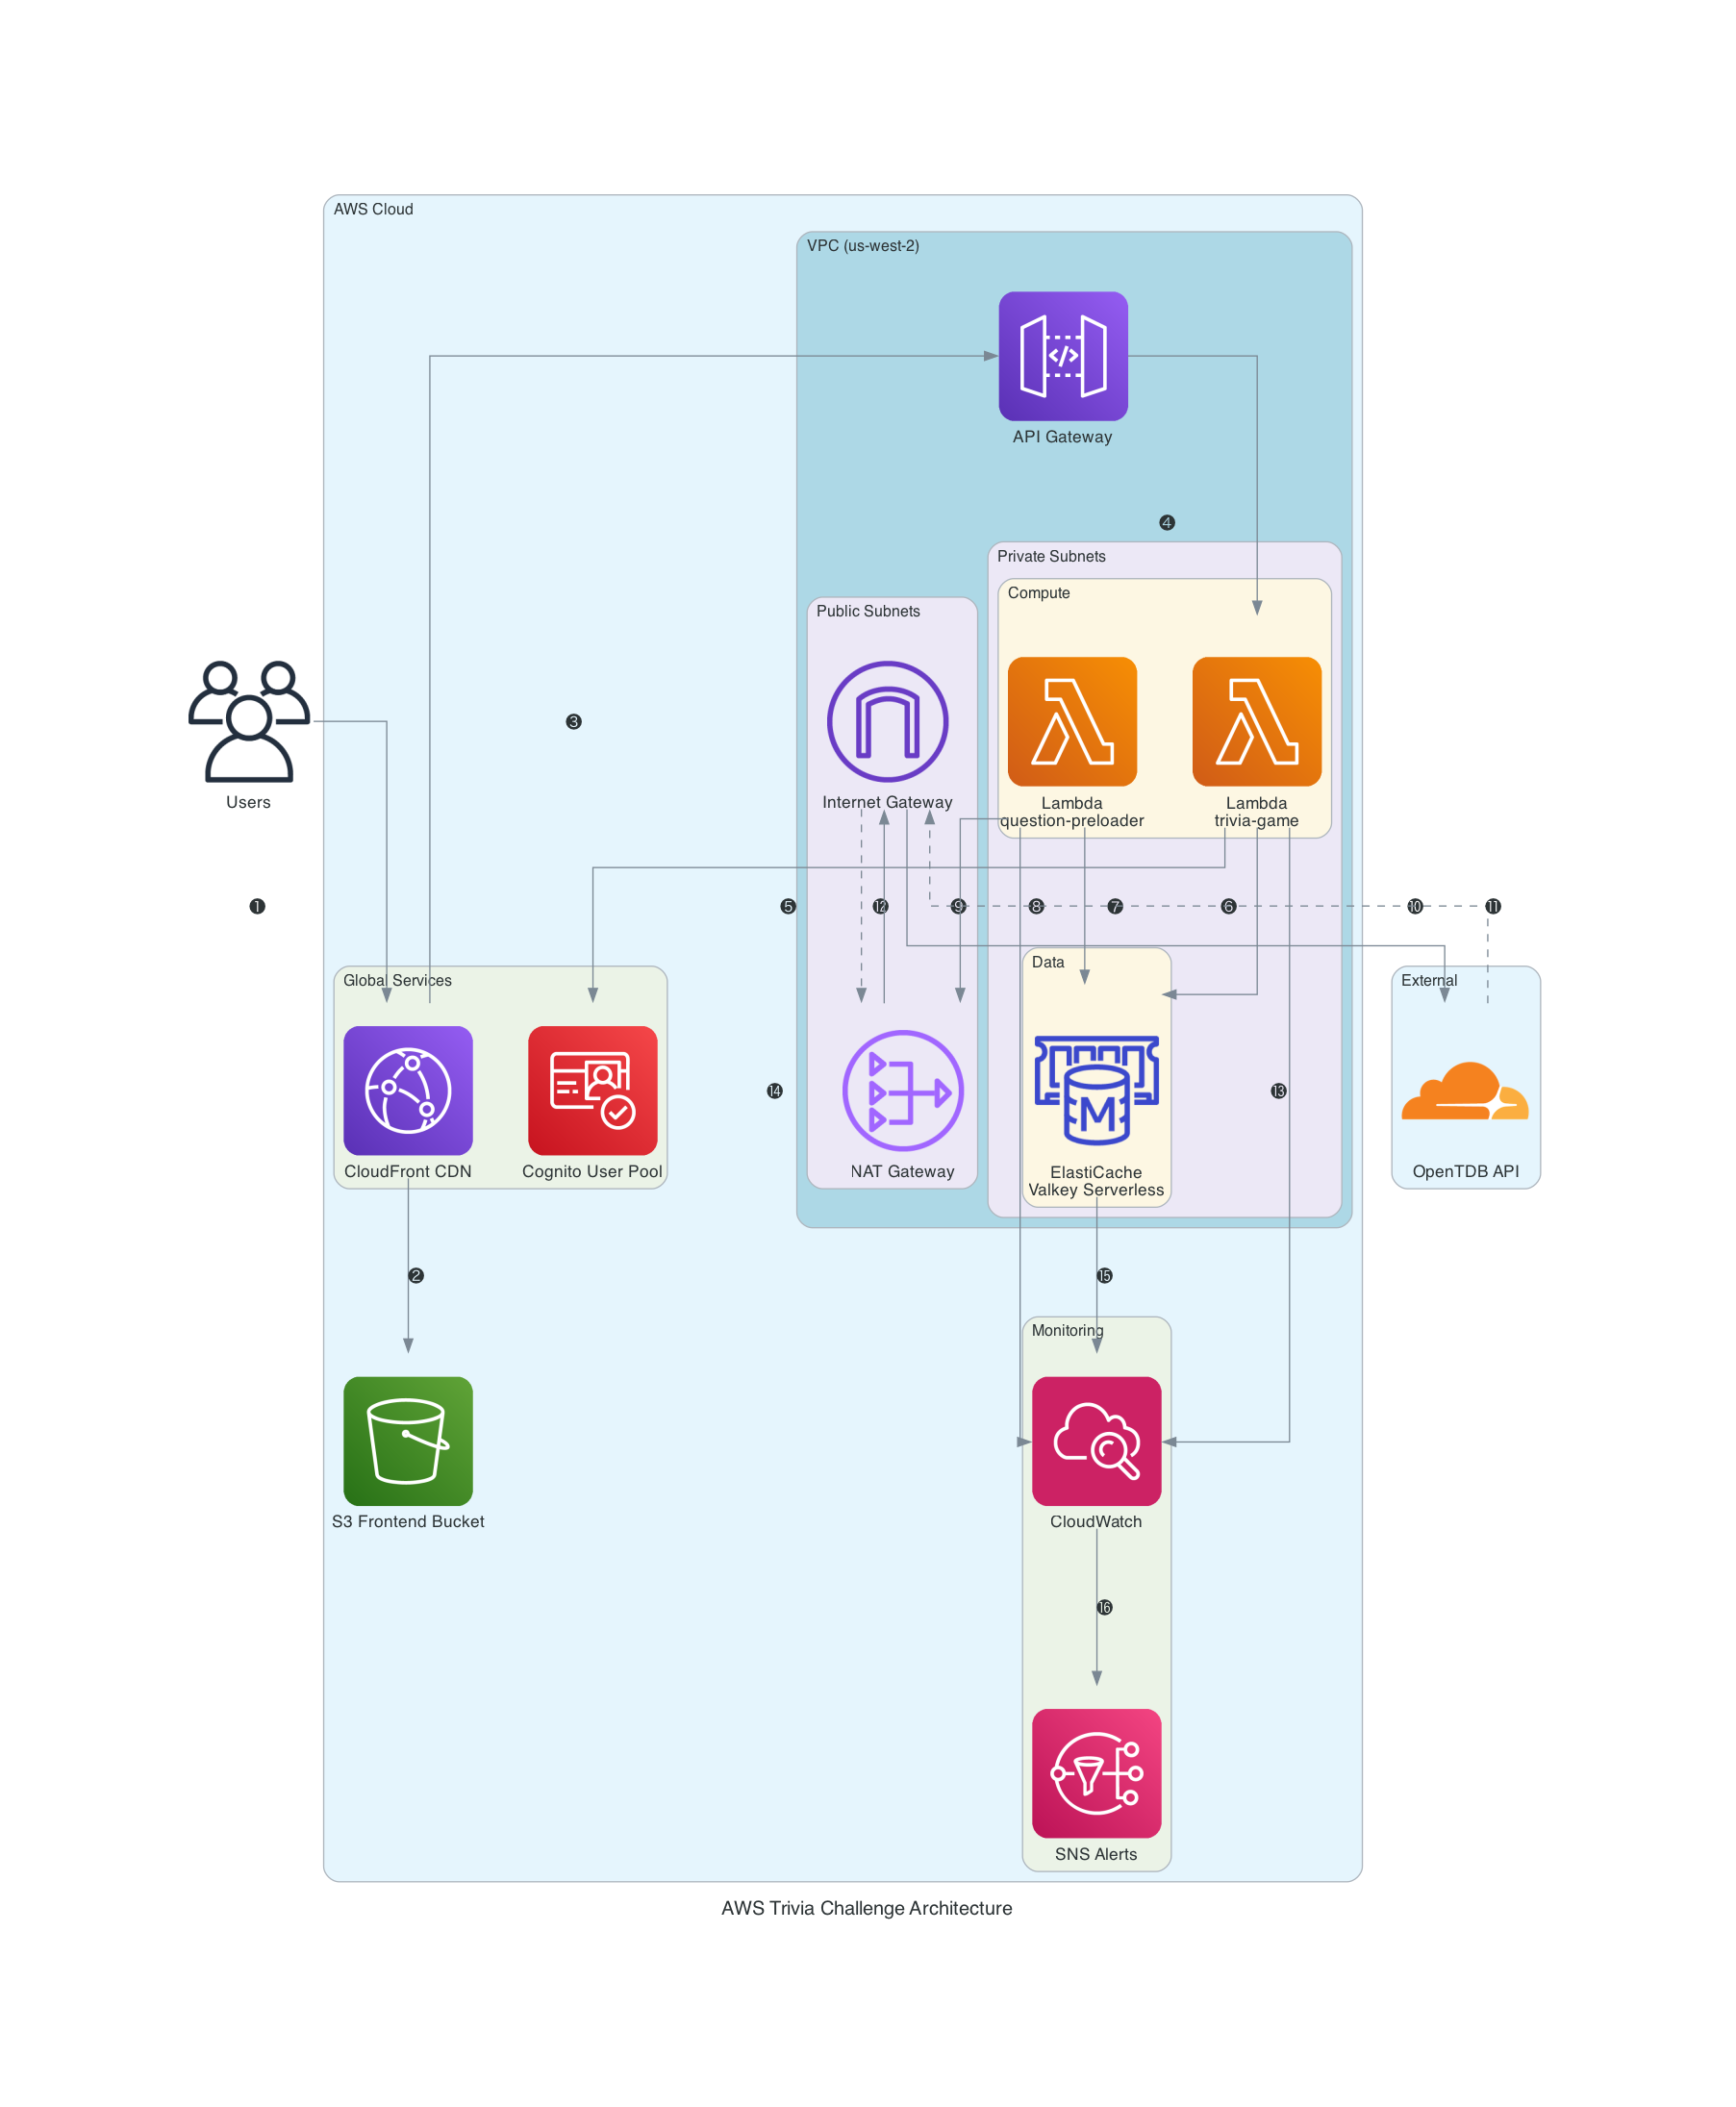 AWS Cloud
VPC (us-west-2)
API Gateway
❹
Private Subnets
Compute
Public Subnets
Users
❸
Internet Gateway
Lambda
question-preloader
Lambda
trivia-game
❶
❺
⓬
❾
❽
❼
❻
❿
⓫
Global Services
Data
External
M
⓮
⓭
CloudFront CDN
Cognito User Pool
NAT Gateway
ElastiCache
Valkey Serverless
OpenTDB API
❷
⓯
Monitoring
S3 Frontend Bucket
CloudWatch
⓰
SNS Alerts
AWS Trivia Challenge Architecture